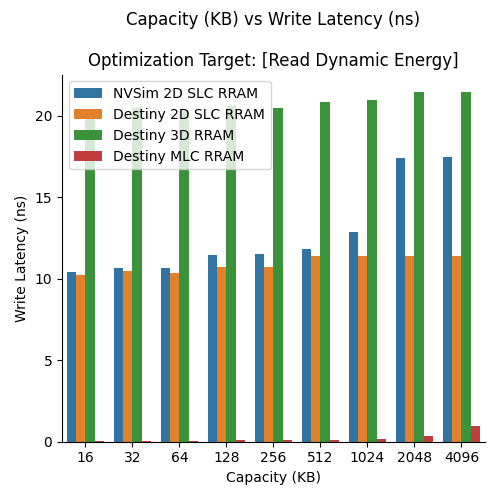 Capacity (KB) vs Write Latency (ns)
Optimization Target: [Read Dynamic Energy]
NVSim 2D SLC RRAM
Destiny 2D SLC RRAM
Destiny 3D RRAM
Destiny MLC RRAM
20
15
10
5
0
Write Latency (ns)
16 32 64 128 256 512 1024 2048 4096
Capacity (KB)